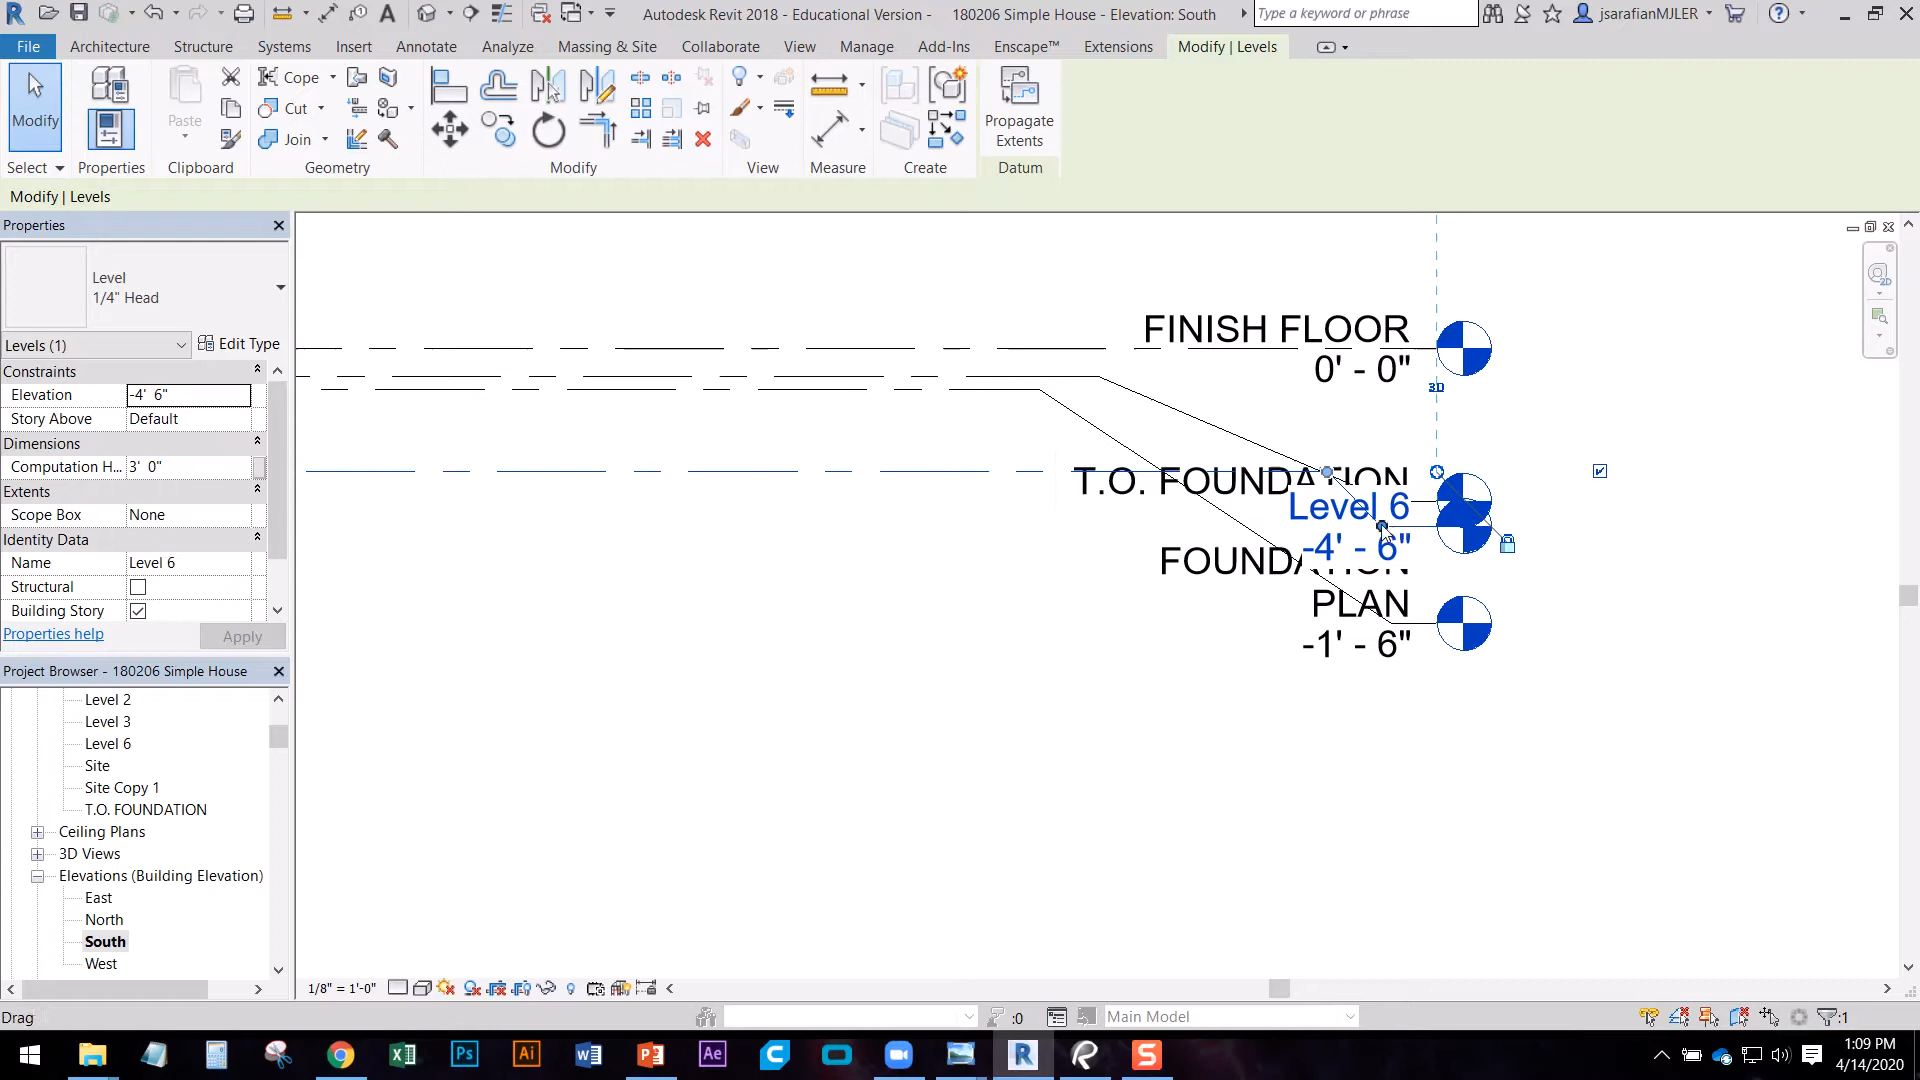 Autodesk Revit 2018 - Educational Version - 180206 Simple House - Elevation: South
Type a keyword or phrase
jsarafianMJLER
File Architecture Structure Systems Insert Annotate Analyze Massing & Site Collaborate View Manage Add-Ins Enscape™ Extensions Modify | Levels
Modify
Paste
Cope
Cut
Join
Propagate
Extents
Select Properties Clipboard Geometry Modify View Measure Create Datum
Modify | Levels
Properties
Level
1/4" Head
Levels (1) Edit Type
Constraints
Elevation -4' 6"
Story Above Default
Dimensions
Computation H... 3' 0"
Extents
Scope Box None
Identity Data
Name Level 6
Structural
Building Story
Properties help Apply
Project Browser - 180206 Simple House
Level 2
Level 3
Level 6
Site
Site Copy 1
T.O. FOUNDATION
Ceiling Plans
3D Views
Elevations (Building Elevation)
East
North
South
West
FINISH FLOOR
0' - 0"
3D
T.O. FOUNDATION
Level 6
-4' - 6"
FOUNDATION
PLAN
-1' - 6"
2D
1/8" = 1'-0"
Drag
:0
Main Model
:1
1:09 PM
4/14/2020